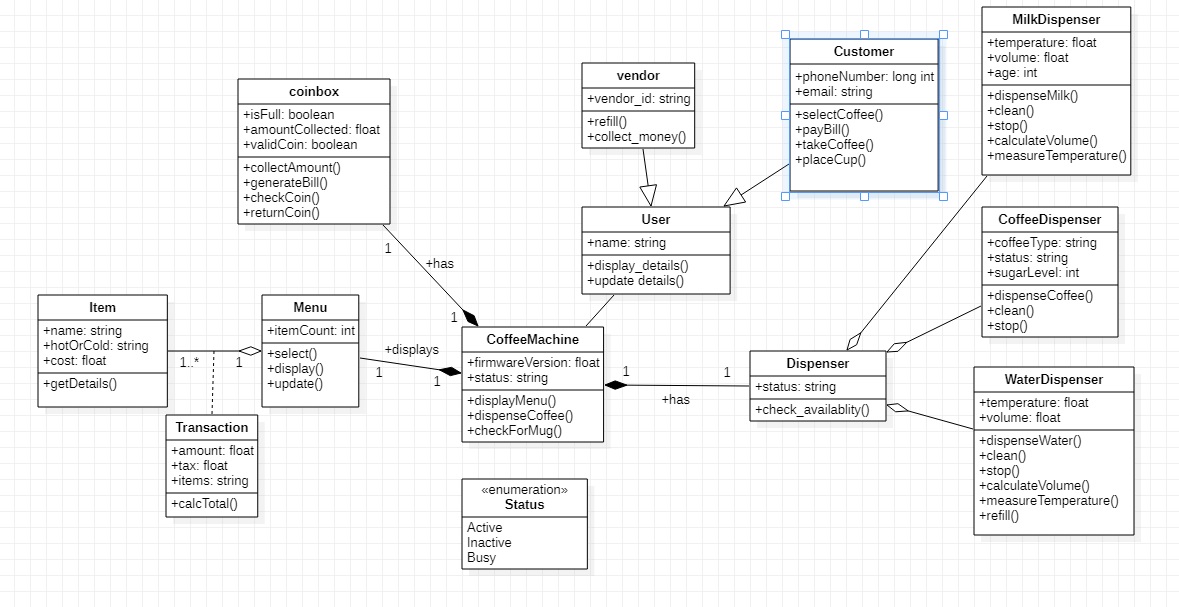 MilkDispenser
+temperature: float
+volume: float
+age: int
+dispenseMilk()
+clean()
+stop()
+calculateVolume()
+measureTemperature()
Customer
+phoneNumber: long int
+email: string
+selectCoffee()
+payBill()
+takeCoffee()
+placeCup()
vendor
+vendor_id: string
+refill()
+collect_money()
coinbox
+isFull: boolean
+amountCollected: float
+validCoin: boolean
+collectAmount()
+generateBill()
+checkCoin()
+returnCoin()
User
+name: string
+display_details()
+update details()
CoffeeDispenser
+coffeeType: string
+status: string
+sugarLevel: int
+dispenseCoffee()
+clean()
+stop()
1
+has
1
Item
+name: string
+hotOrCold: string
+cost: float
+getDetails()
1..*
1
Menu
+itemCount: int
+select()
+display()
+update()
+displays
1
1
CoffeeMachine
+firmwareVersion: float
+status: string
+displayMenu()
+dispenseCoffee()
+checkForMug()
1
1
+has
Dispenser
+status: string
+check_availablity()
WaterDispenser
+temperature: float
+volume: float
+dispenseWater()
+clean()
+stop()
+calculateVolume()
+measureTemperature()
+refill()
Transaction
+amount: float
+tax: float
+items: string
+calcTotal()
«enumeration»
Status
Active
Inactive
Busy